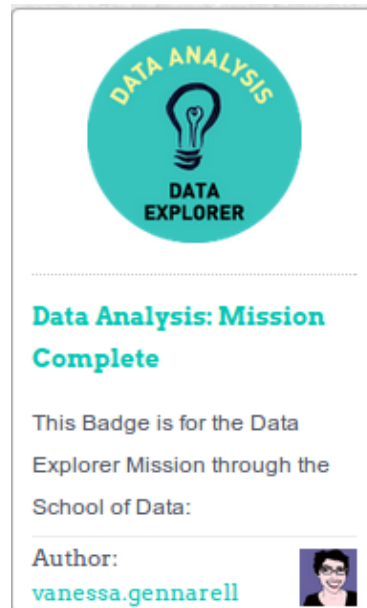 DATA ANALYSIS
DATA
EXPLORER
Data Analysis: Mission
Complete
This Badge is for the Data
Explorer Mission through the
School of Data:
Author:
vanessa.gennarell